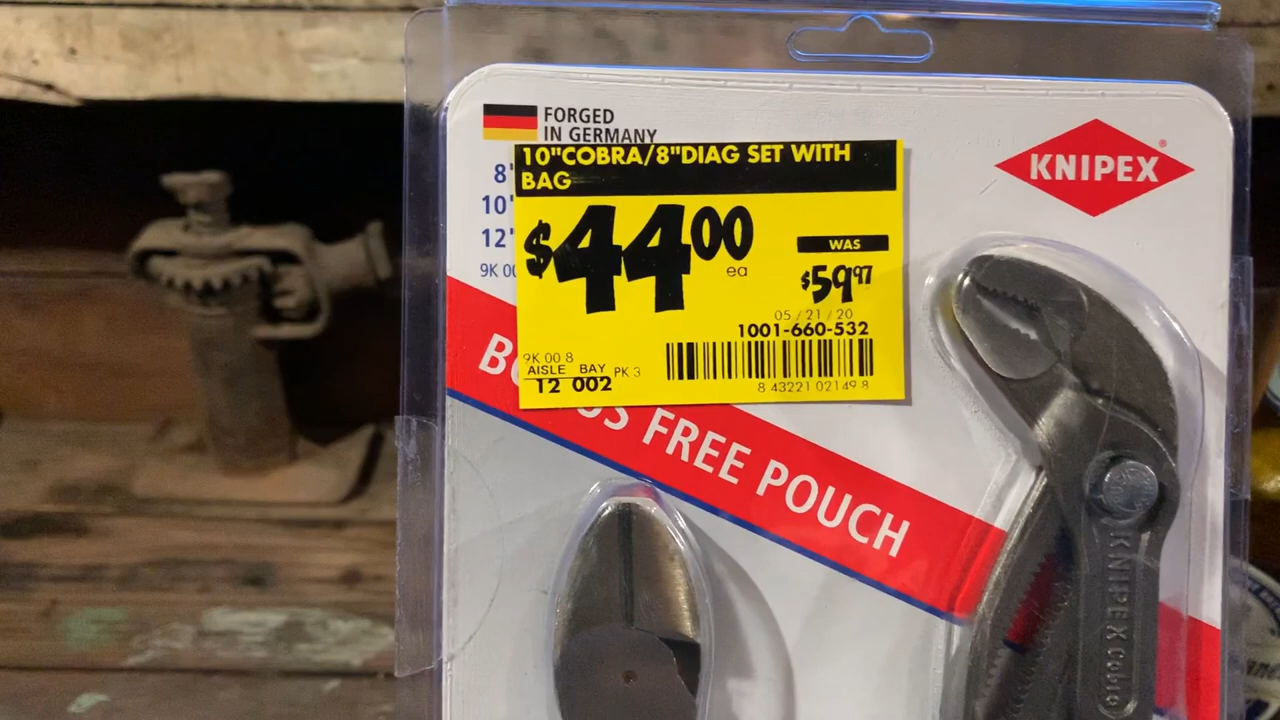 FORGED
IN GERMANY
KNIPEX®
8"
10"
12"
9K 00
10"COBRA/8"DIAG SET WITH
BAG
$44.00
ea
WAS
$59.97
05/21/20
1001-660-532
9K 00 8
AISLE BAY PK 3
12 002
8 43221 02149 8
FREE POUCH
KNIPEX Cobra